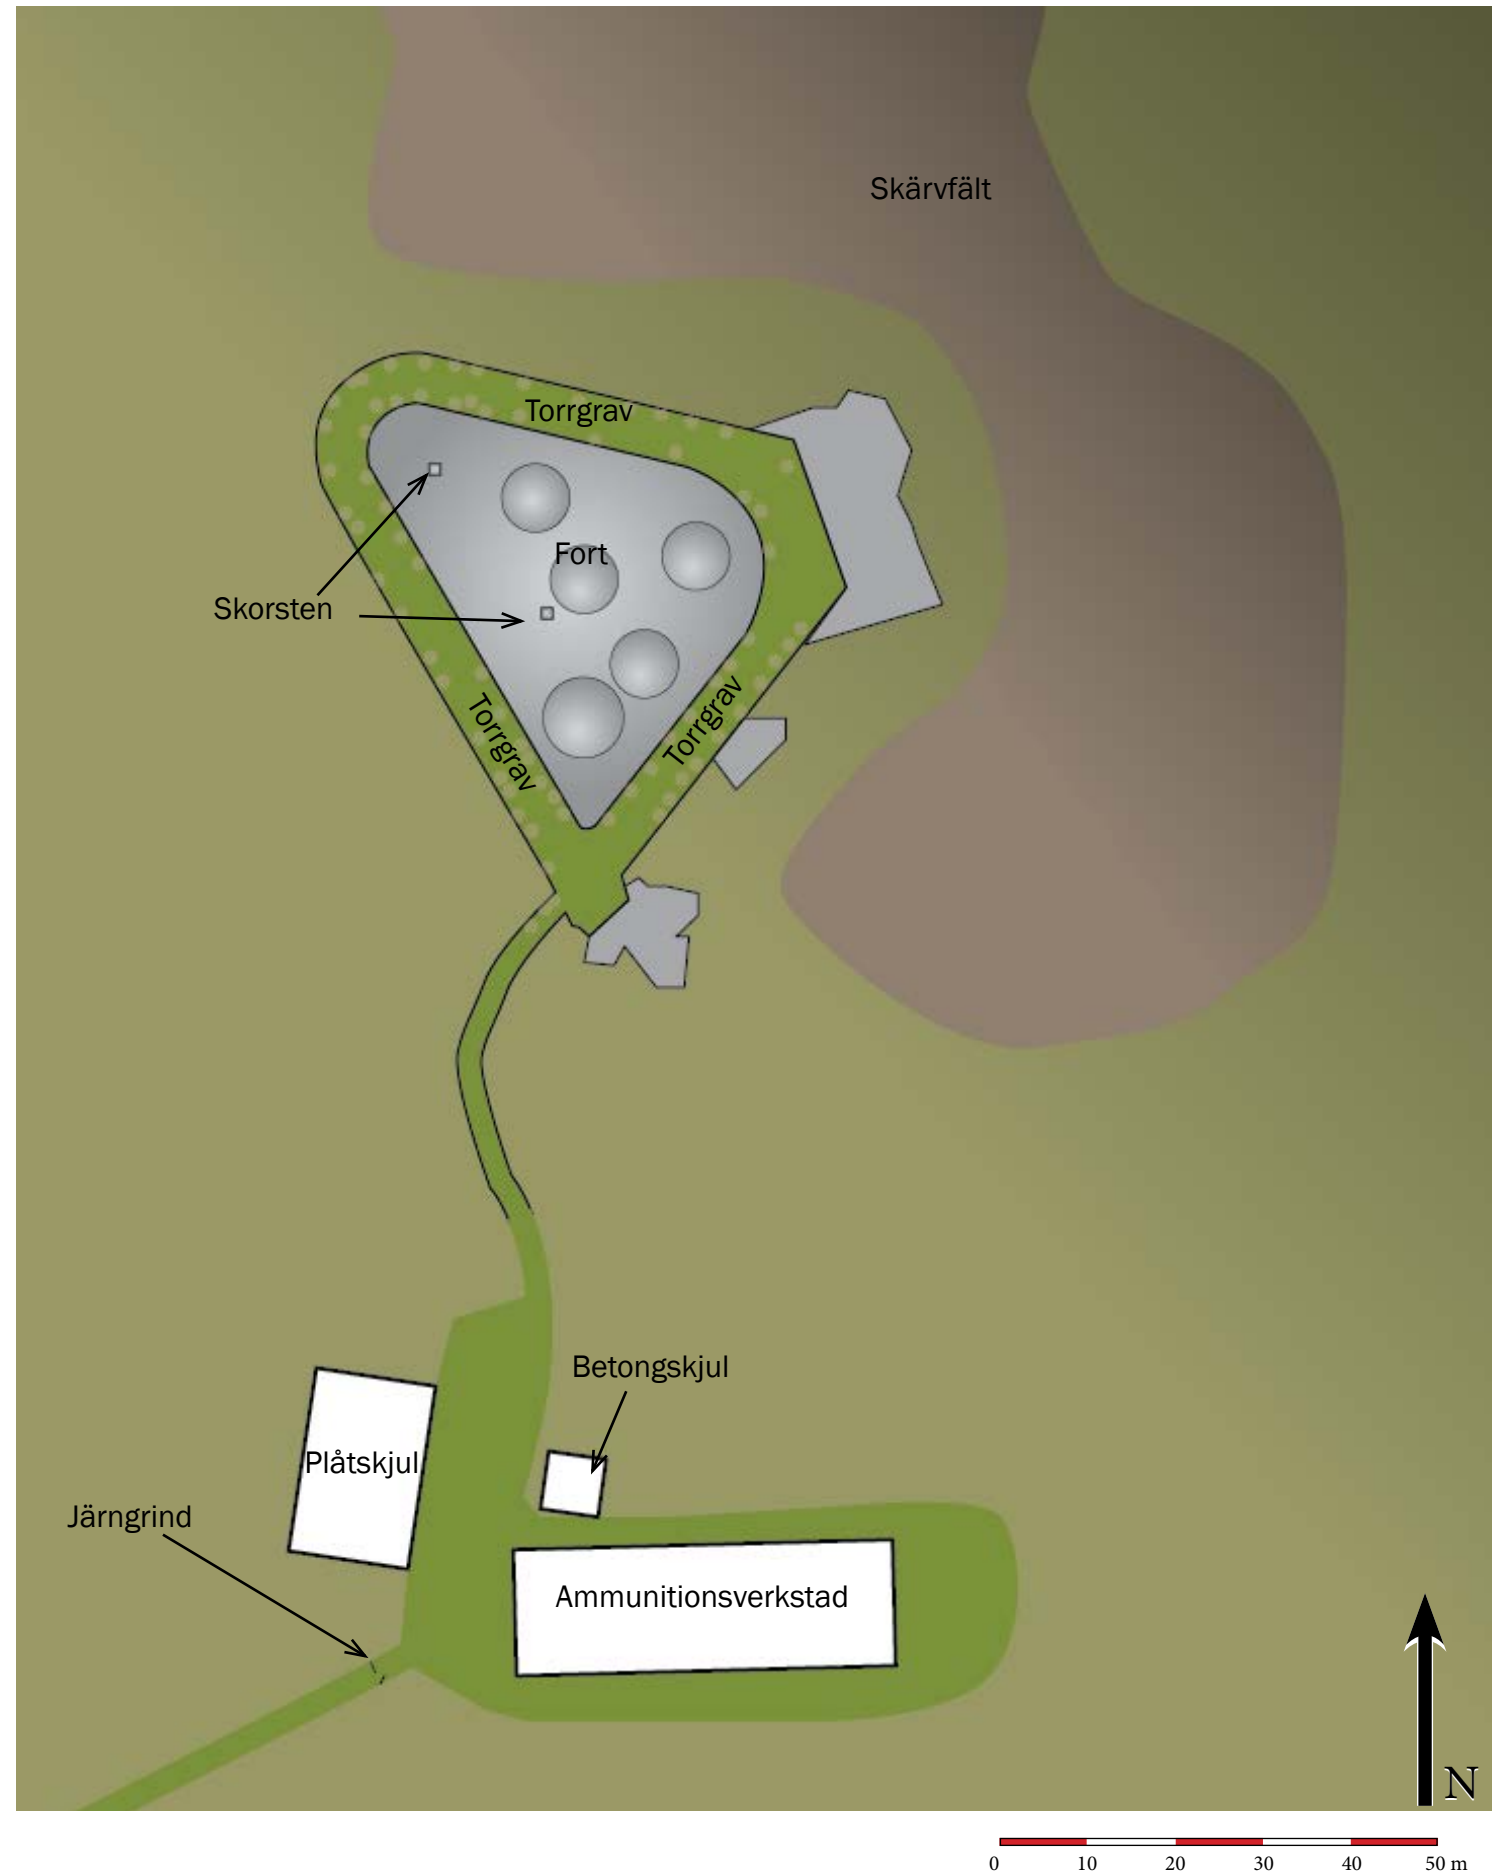 Skärvfält
Torrgrav
Fort
Skorsten
Torrgrav
Torrgrav
Betongskjul
Plåtskjul
Järngrind
Ammunitionsverkstad
N
0 10 20 30 40 50 m